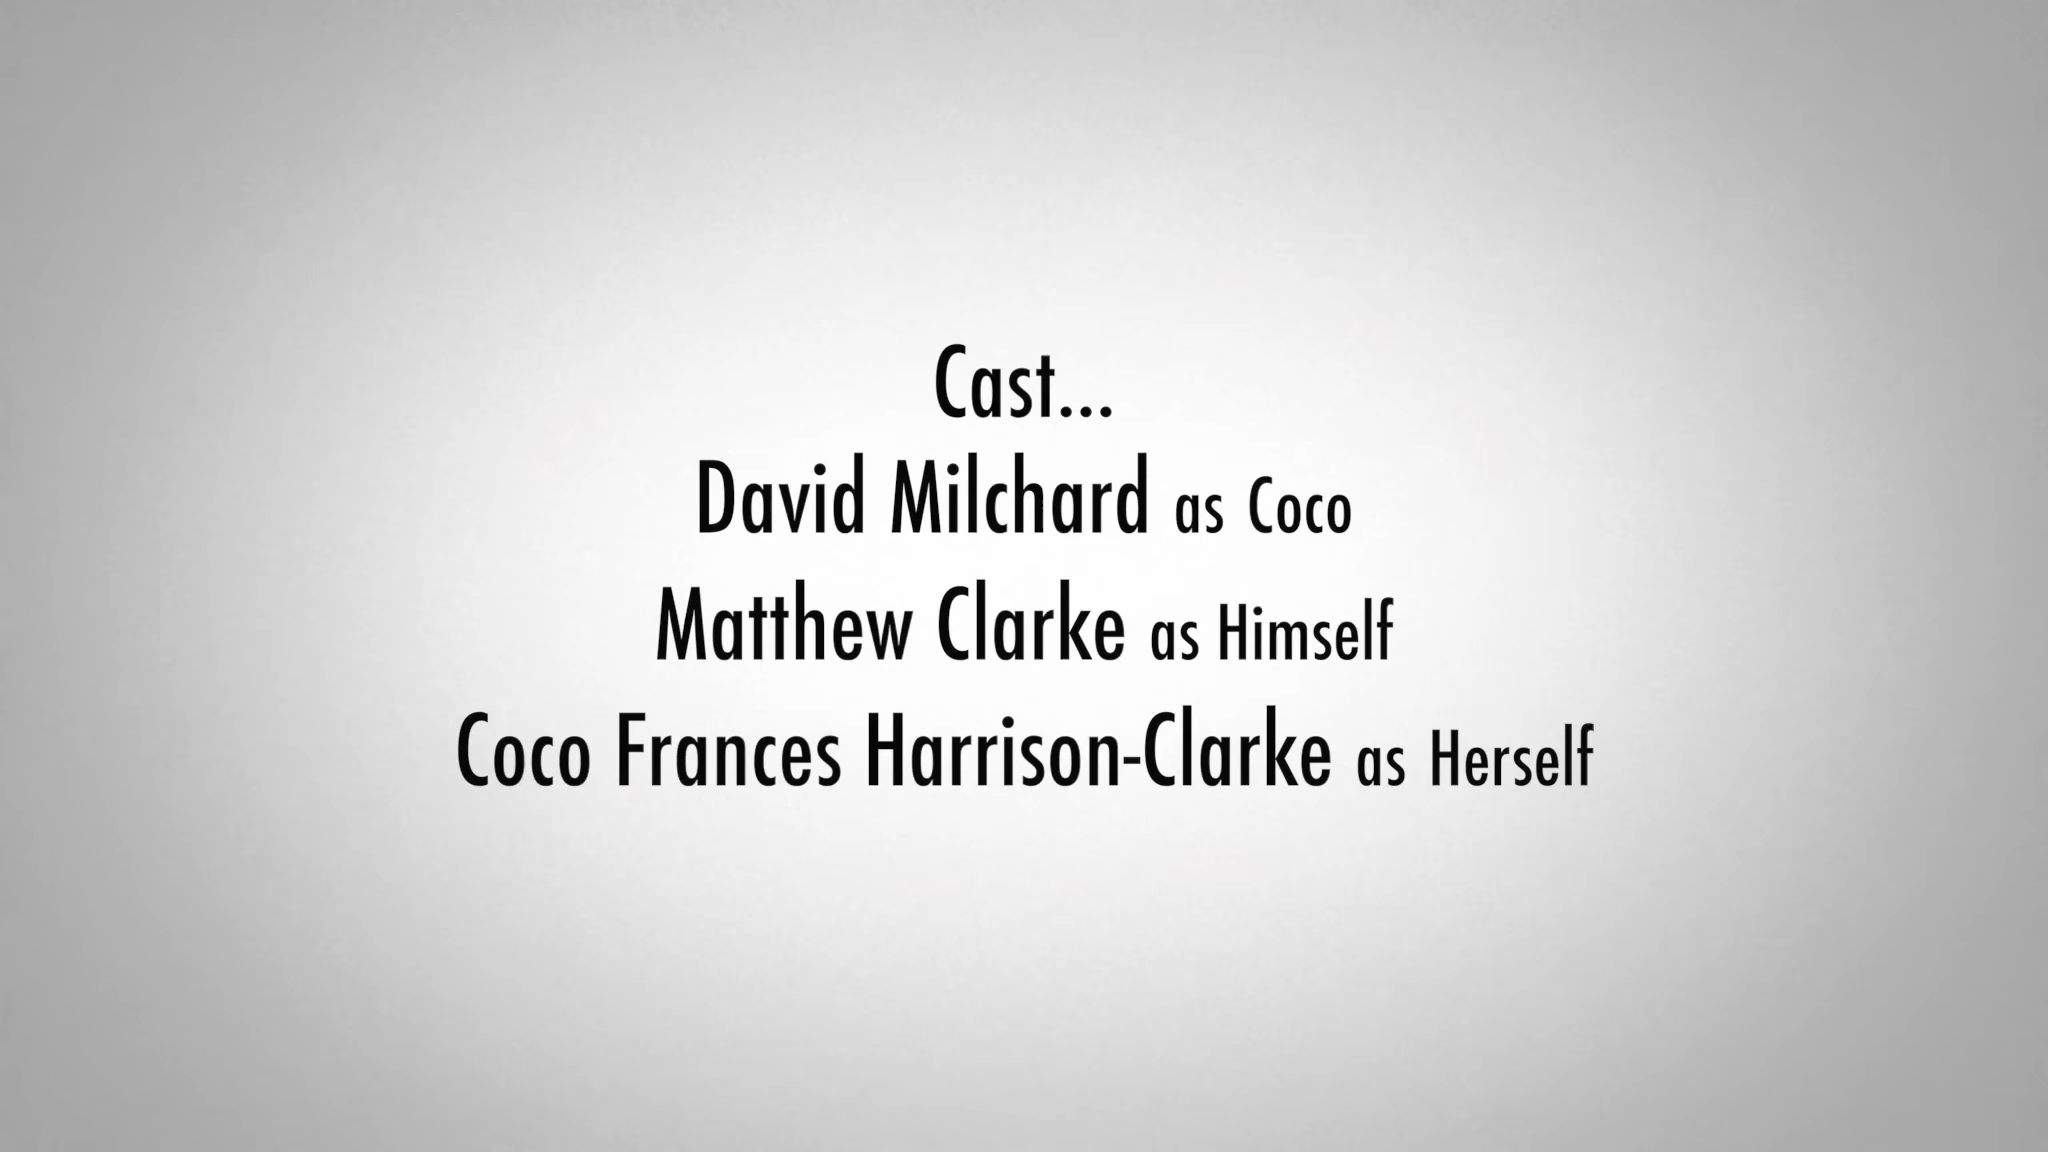 Cast...
David Milchard as Coco
Matthew Clarke as Himself
Coco Frances Harrison-Clarke as Herself